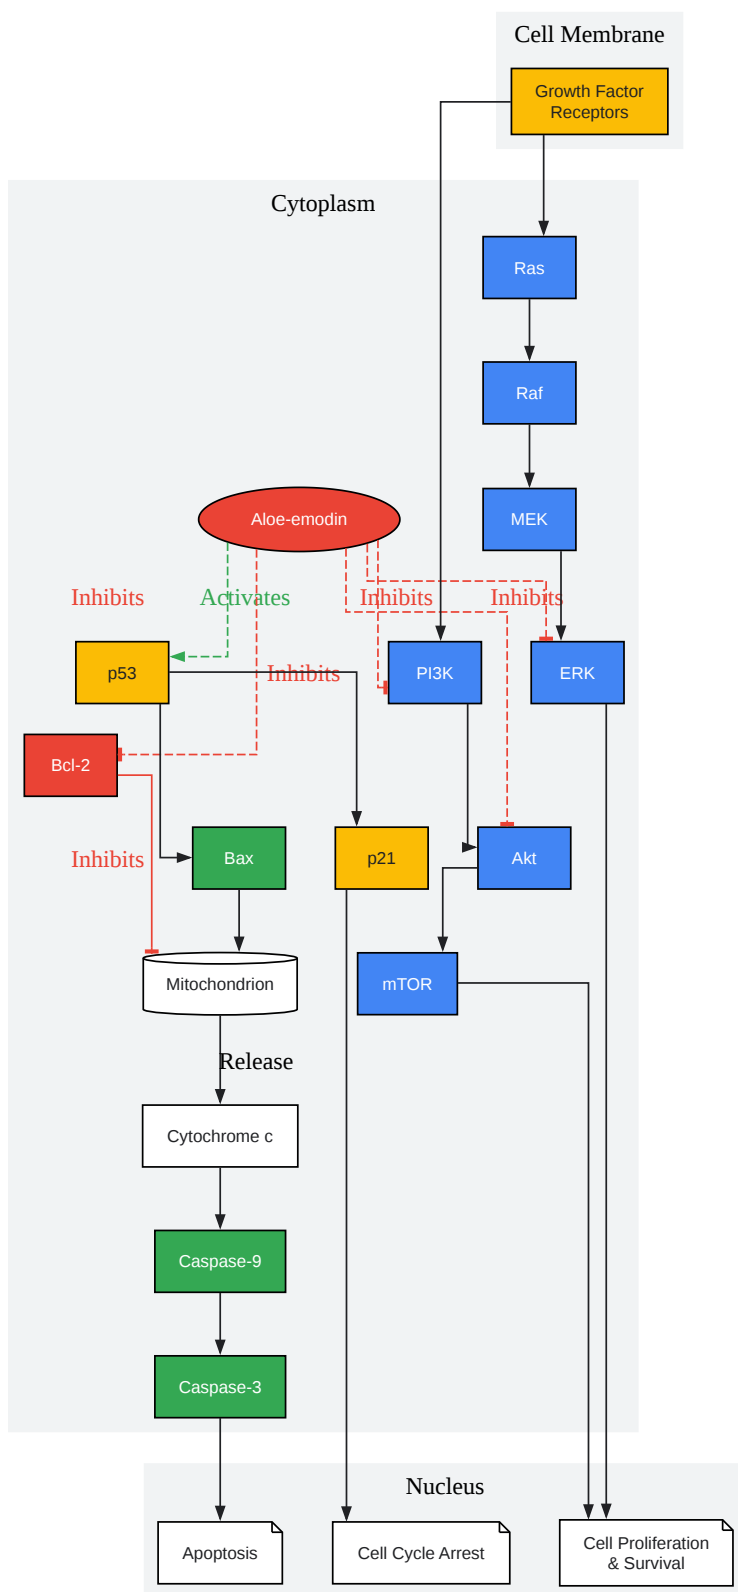 Cell Membrane
Growth Factor
Receptors
Cytoplasm
Ras
Raf
MEK
Aloe-emodin
Inhibits
Activates
Inhibits
Inhibits
Inhibits
p53
PI3K
ERK
Bcl-2
Inhibits
Bax
p21
Akt
Mitochondrion
mTOR
Release
Cytochrome c
Caspase-9
Caspase-3
Nucleus
Apoptosis
Cell Cycle Arrest
Cell Proliferation
& Survival